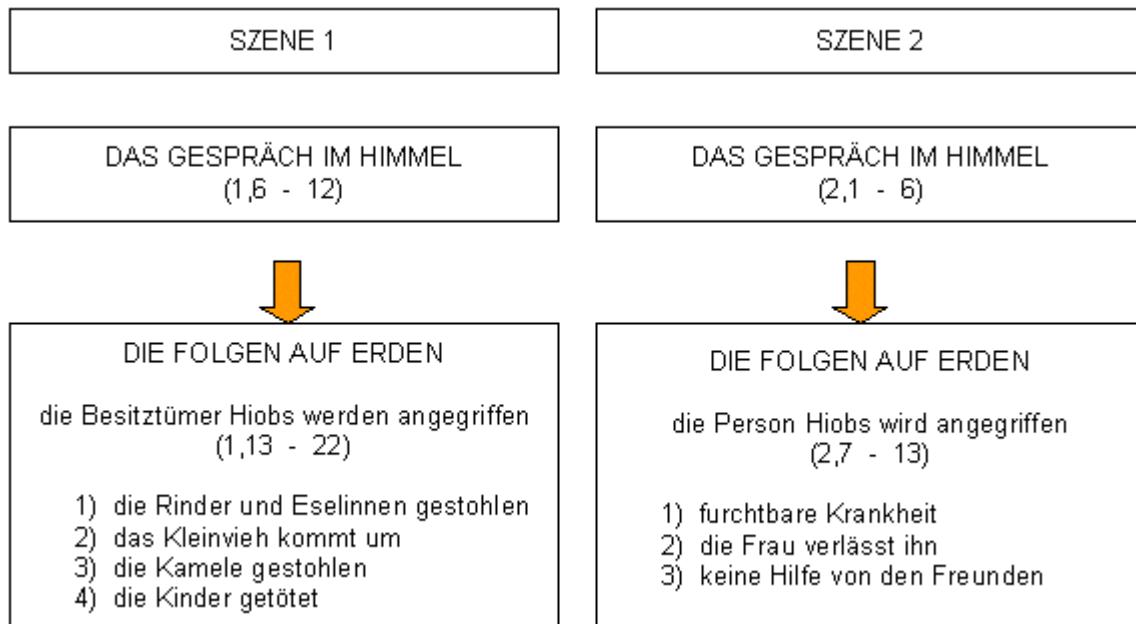 SZENE 1
DAS GESPRÄCH IM HIMMEL
(1,6 - 12)
DIE FOLGEN AUF ERDEN
die Besitztümer Hiobs werden angegriffen
(1,13 - 22)
1) die Rinder und Eselinnen gestohlen
2) das Kleinvieh kommt um
3) die Kamele gestohlen
4) die Kinder getötet
SZENE 2
DAS GESPRÄCH IM HIMMEL
(2,1 - 6)
DIE FOLGEN AUF ERDEN
die Person Hiobs wird angegriffen
(2,7 - 13)
1) furchtbare Krankheit
2) die Frau verlässt ihn
3) keine Hilfe von den Freunden